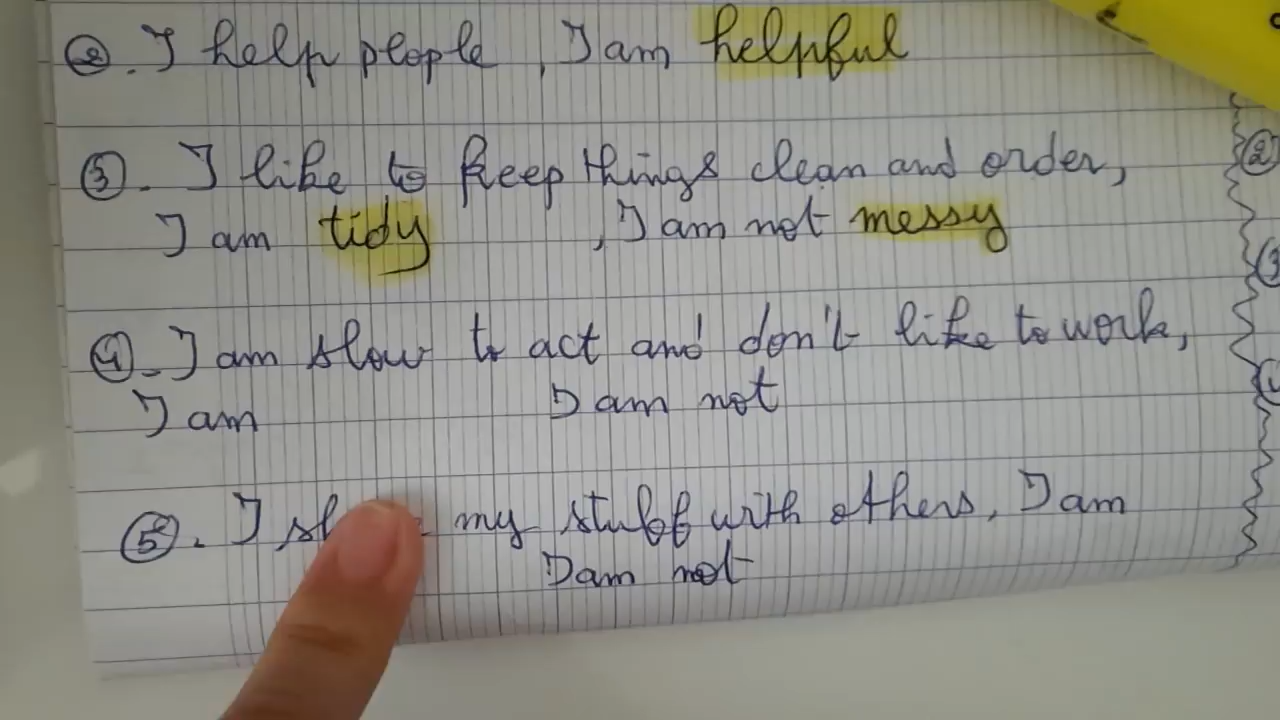 ②. I help people, I am helpful
③. I like to keep things clean and order,
I am tidy , I am not messy
④. I am slow to act and don't like to work,
I am I am not
⑤. I my stuff with others, I am
I am not
②
③